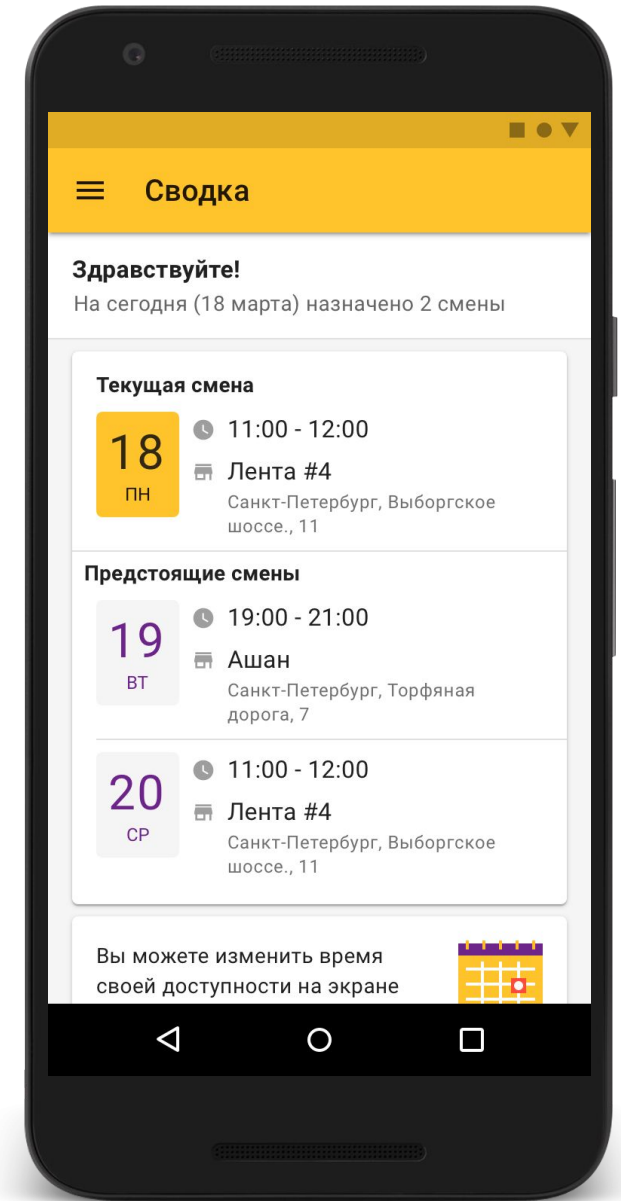 Сводка
Здравствуйте!
На сегодня (18 марта) назначено 2 смены
Текущая смена
18
ПН
11:00 - 12:00
Лента #4
Санкт-Петербург, Выборгское
шоссе., 11
Предстоящие смены
19
ВТ
19:00 - 21:00
Ашан
Санкт-Петербург, Торфяная
дорога, 7
20
СР
11:00 - 12:00
Лента #4
Санкт-Петербург, Выборгское
шоссе., 11
Вы можете изменить время
своей доступности на экране